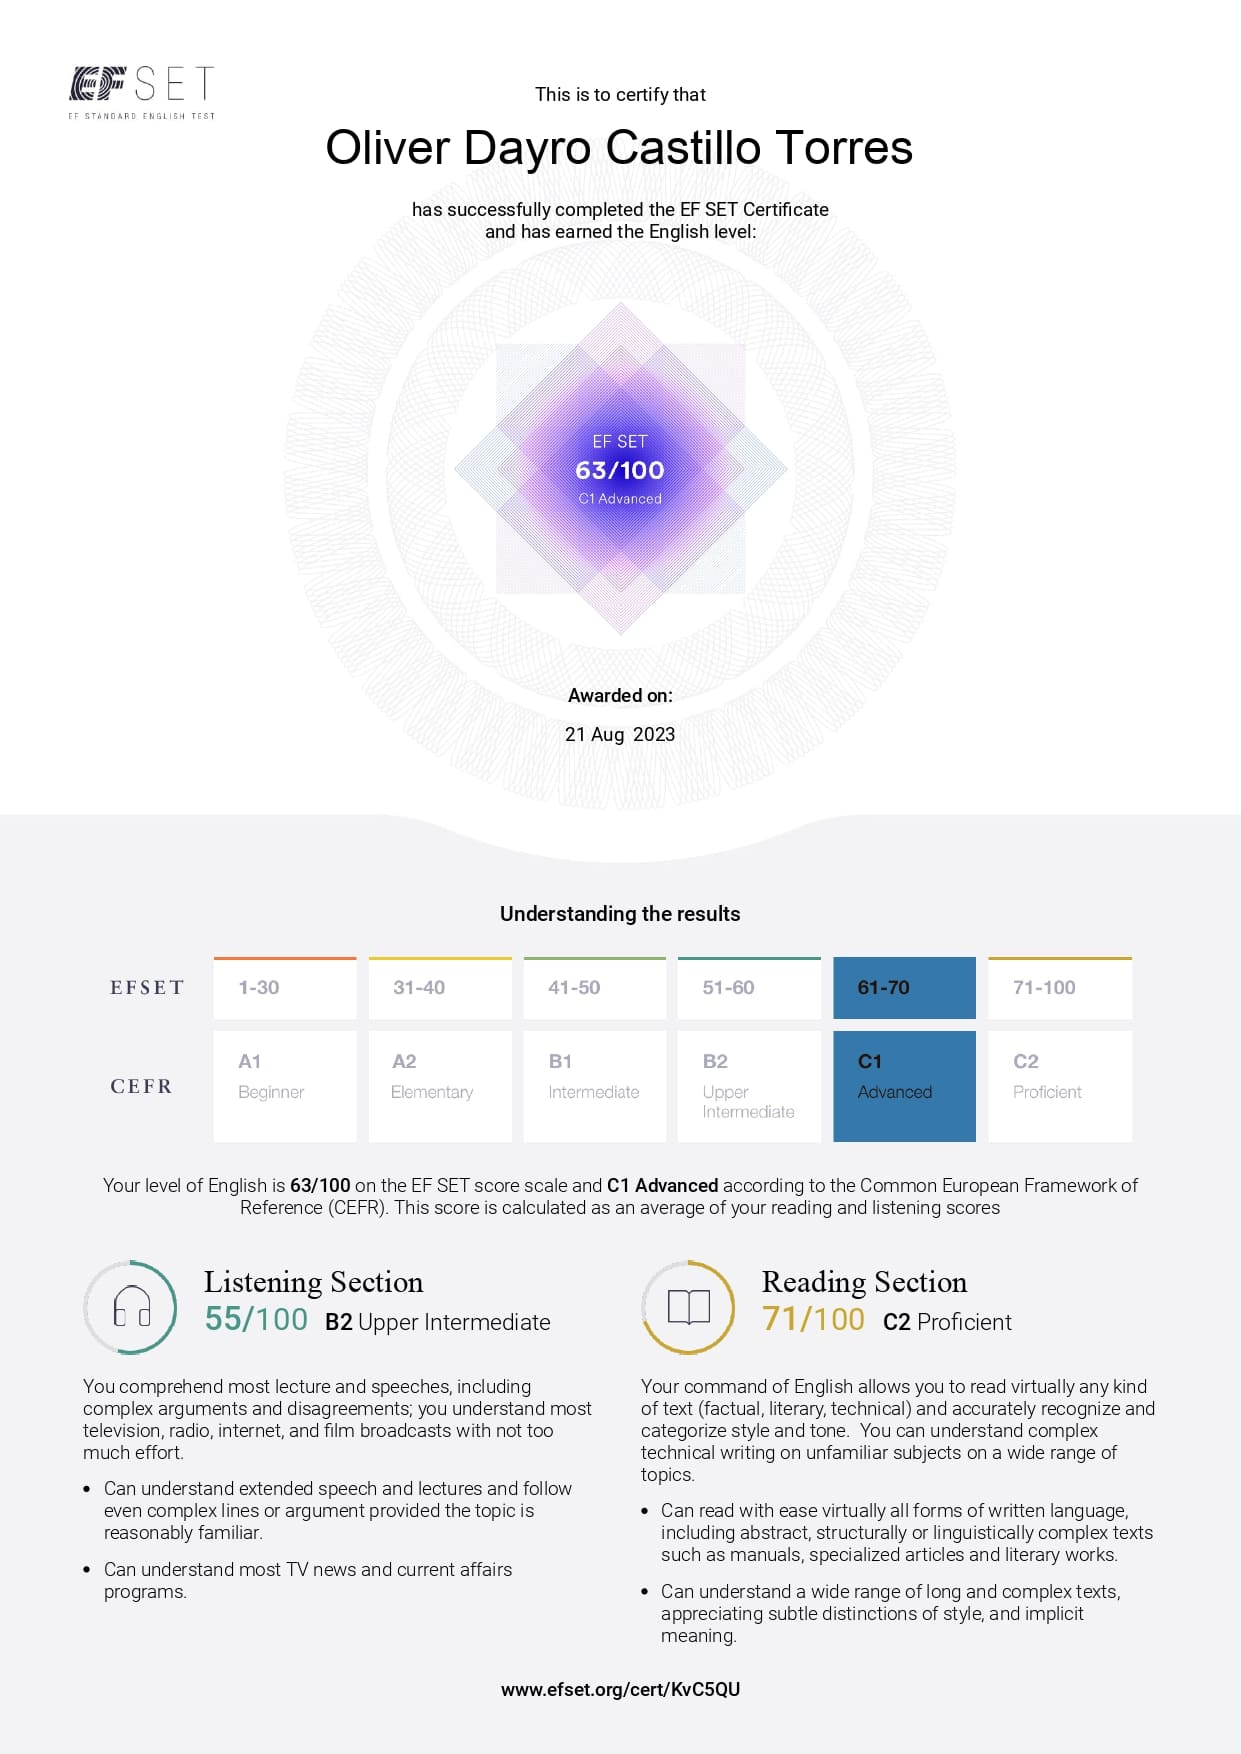 EF SET
EF STANDARD ENGLISH TEST
This is to certify that
Oliver Dayro Castillo Torres
has successfully completed the EF SET Certificate
and has earned the English level:
EF SET
63/100
C1 Advanced
Awarded on:
21 Aug 2023
Understanding the results
EFSET 1-30 31-40 41-50 51-60 61-70 71-100
CEFR
A1 A2 B1 B2 C1 C2
Beginner Elementary Intermediate Upper Advanced Proficient
Intermediate
Your level of English is 63/100 on the EF SET score scale and C1 Advanced according to the Common European Framework of
Reference (CEFR). This score is calculated as an average of your reading and listening scores
Listening Section
55/100 B2 Upper Intermediate
You comprehend most lecture and speeches, including
complex arguments and disagreements; you understand most
television, radio, internet, and film broadcasts with not too
much effort.
• Can understand extended speech and lectures and follow
even complex lines or argument provided the topic is
reasonably familiar.
• Can understand most TV news and current affairs
programs.
Reading Section
71/100 C2 Proficient
Your command of English allows you to read virtually any kind
of text (factual, literary, technical) and accurately recognize and
categorize style and tone. You can understand complex
technical writing on unfamiliar subjects on a wide range of
topics.
• Can read with ease virtually all forms of written language,
including abstract, structurally or linguistically complex texts
such as manuals, specialized articles and literary works.
• Can understand a wide range of long and complex texts,
appreciating subtle distinctions of style, and implicit
meaning.
www.efset.org/cert/KvC5QU